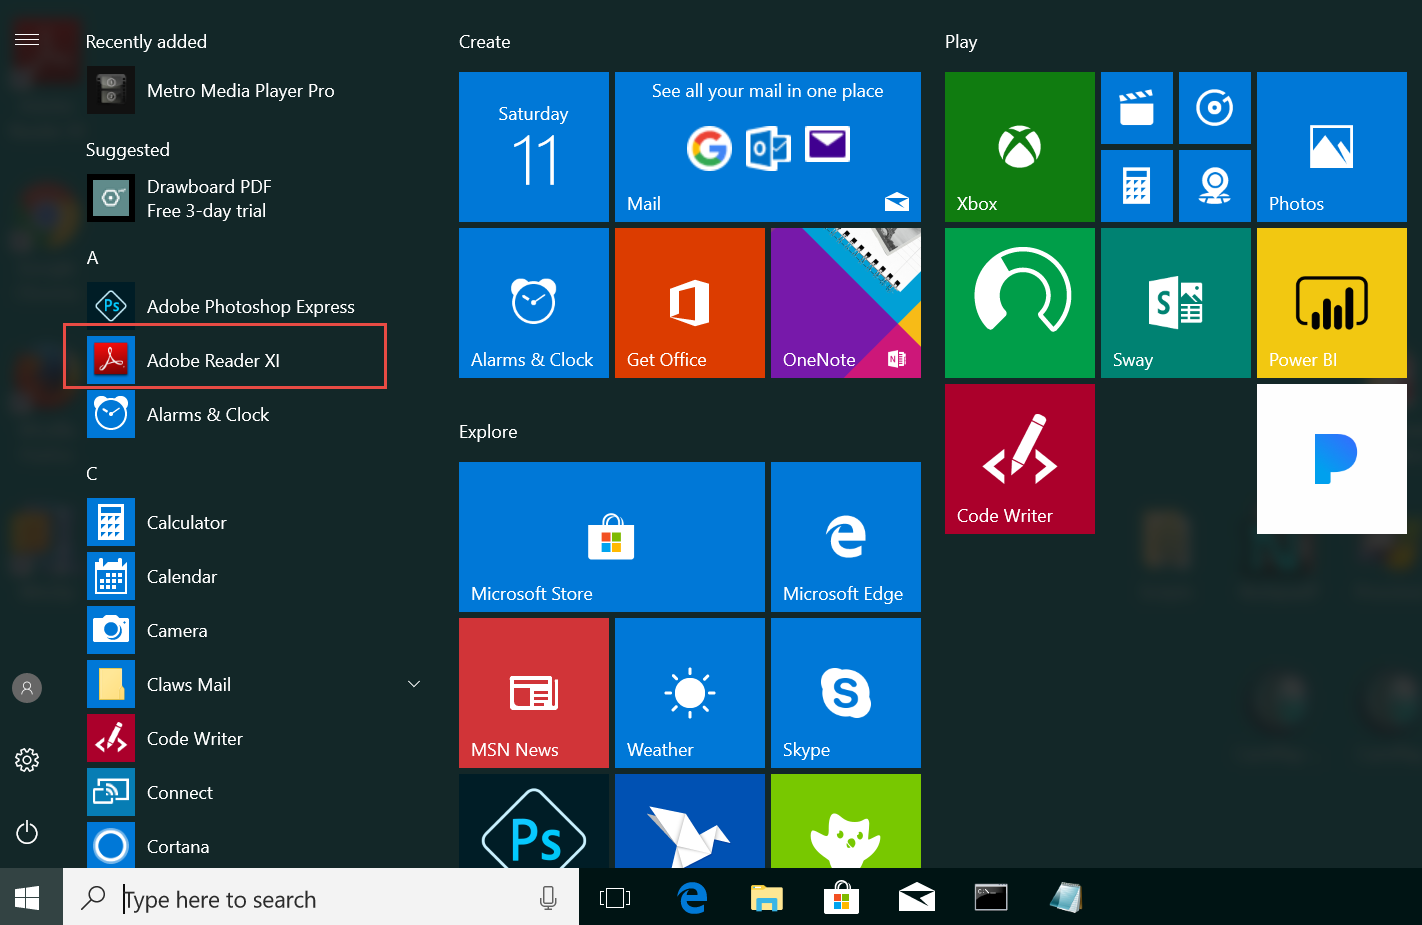 Recently added
Metro Media Player Pro
Suggested
Drawboard PDF
Free 3-day trial
A
Ps
Adobe Photoshop Express
Adobe Reader XI
Alarms & Clock
C
Calculator
Calendar
Camera
Claws Mail
Code Writer
Connect
Cortana
Create
Saturday
11
See all your mail in one place
Mail
Alarms & Clock
Get Office
OneNote
Explore
Microsoft Store
Microsoft Edge
MSN News
Weather
Skype
Ps
Play
Xbox
Photos
Sway
Power BI
Code Writer
Type here to search